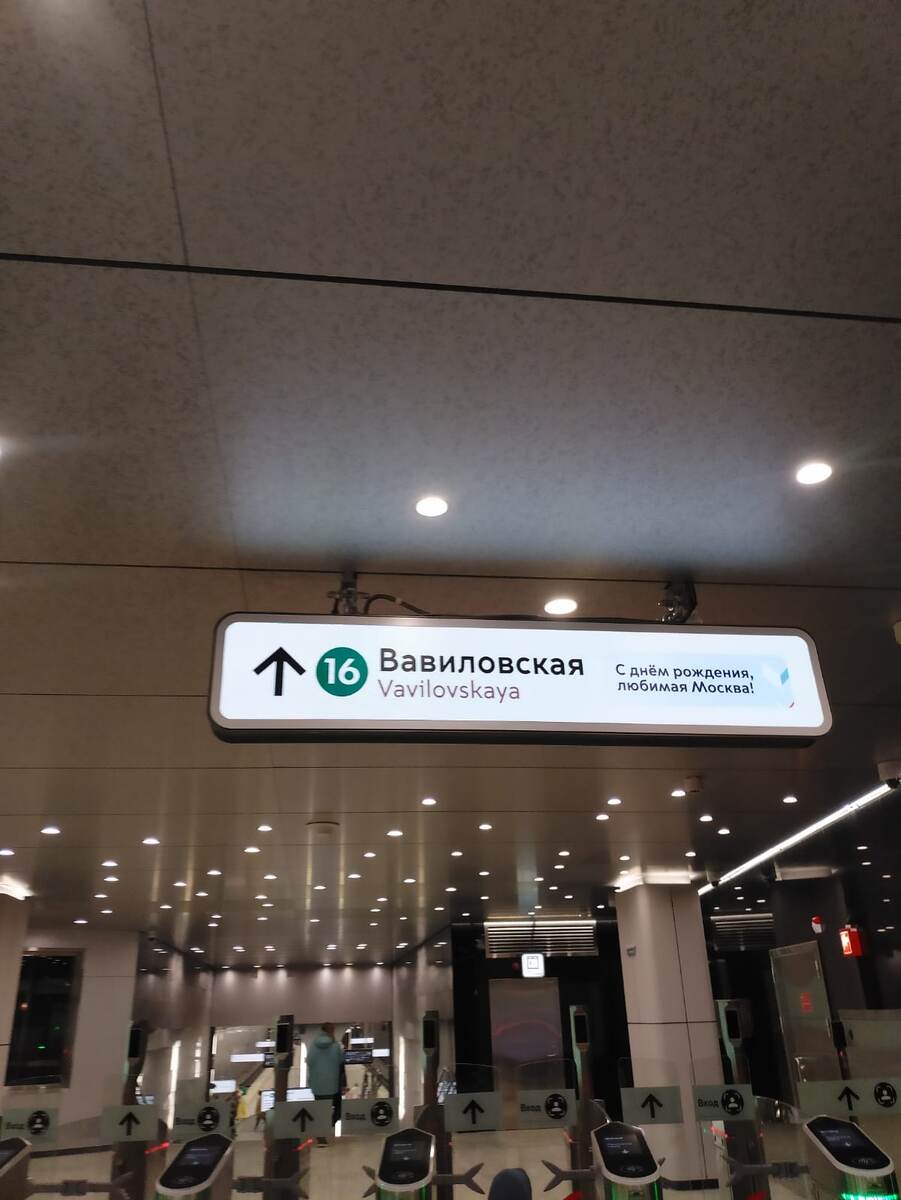 16 Вавиловская
Vavilovskaya
С днём рождения,
любимая Москва!
Вход
Вход
Вход
Вход